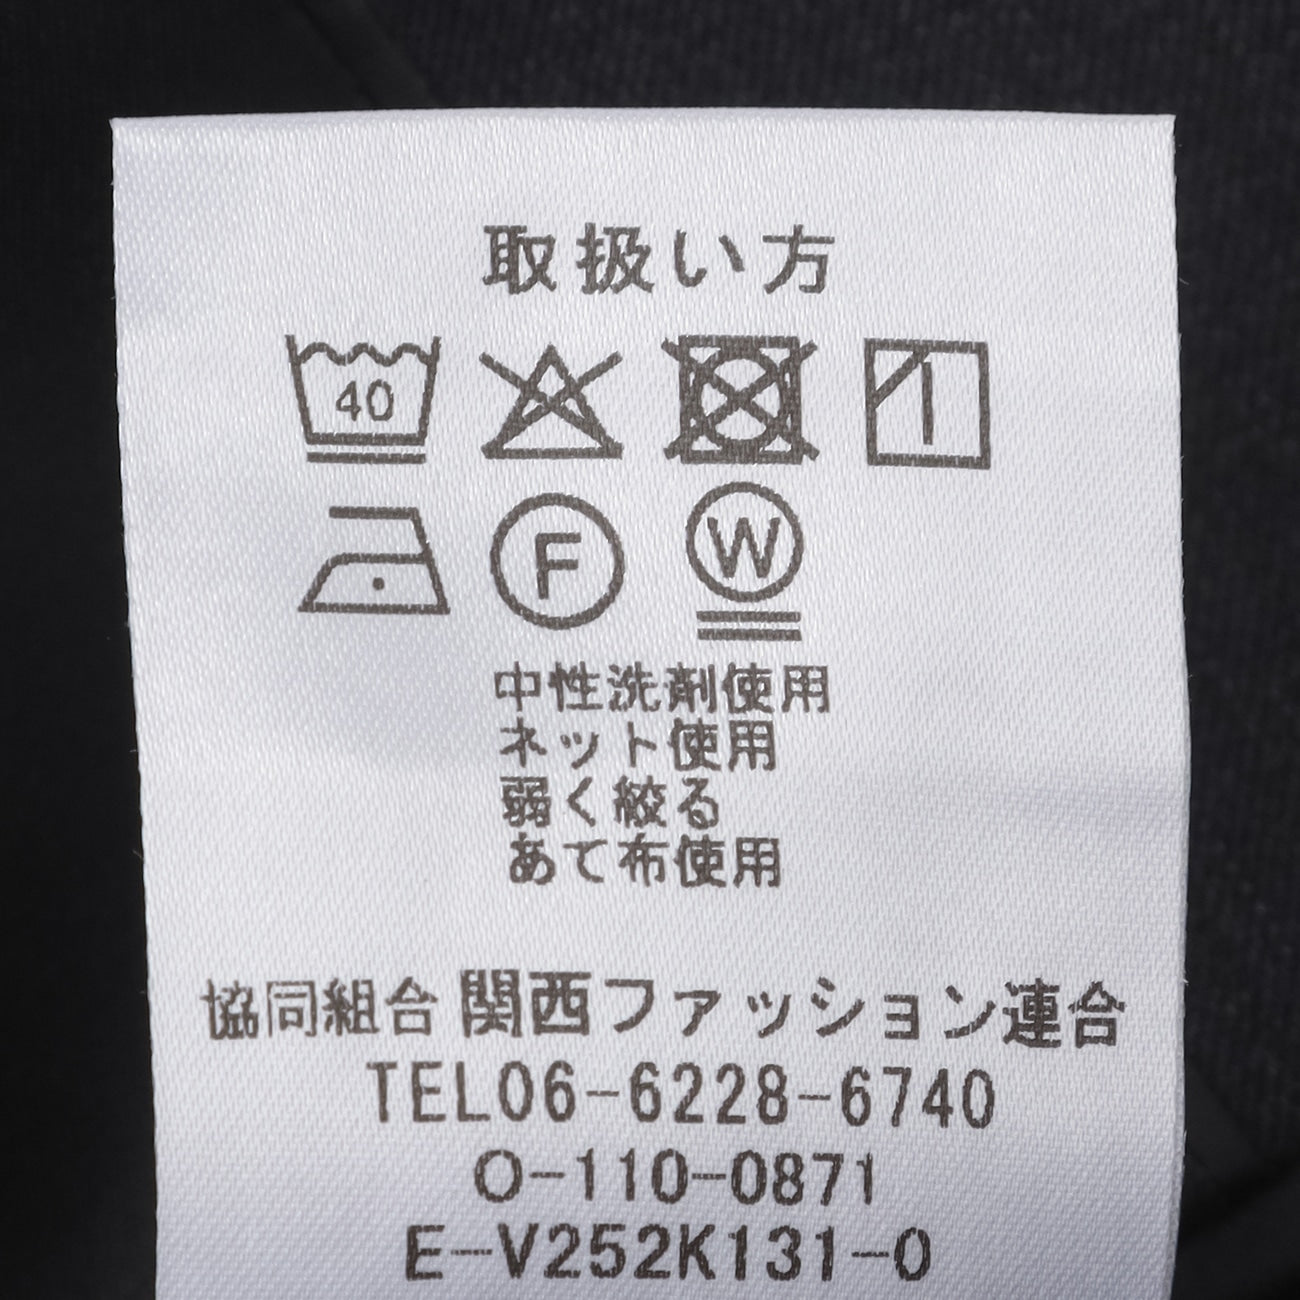 取扱い方
40
F W
中性洗剤使用
ネット使用
弱く絞る
あて布使用
協同組合 関西ファッション連合
TEL06-6228-6740
O-110-0871
E-V252K131-0